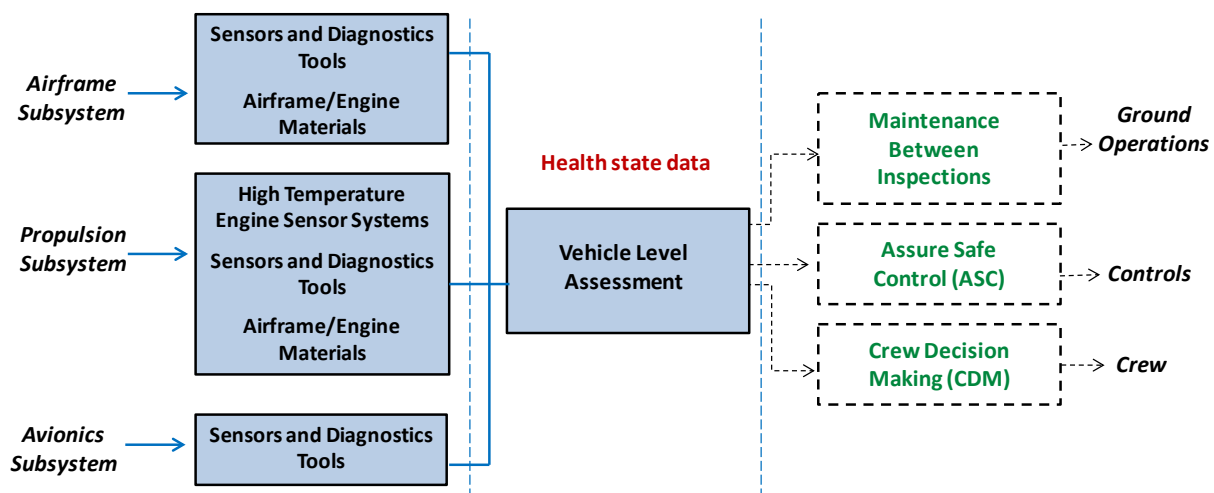 Airframe
Subsystem
Sensors and Diagnostics
Tools
Airframe/Engine
Materials
Propulsion
Subsystem
High Temperature
Engine Sensor Systems
Sensors and Diagnostics
Tools
Airframe/Engine
Materials
Avionics
Subsystem
Sensors and Diagnostics
Tools
Health state data
Vehicle Level
Assessment
Maintenance
Between
Inspections
Ground
Operations
Assure Safe
Control (ASC)
Controls
Crew Decision
Making (CDM)
Crew